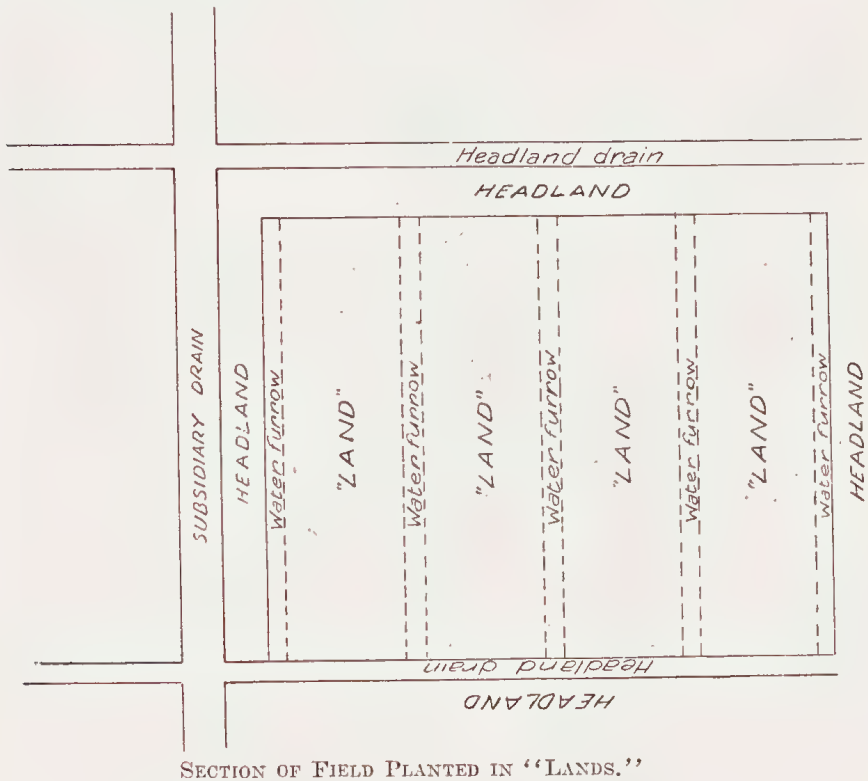 Headland drain
HEADLAND
SUBSIDIARY DRAIN
HEADLAND
Water furrow
"LAND"
Water furrow
"LAND"
Water furrow
"LAND"
Water furrow
"LAND"
Water furrow
HEADLAND
Headland drain
HEADLAND
SECTION OF FIELD PLANTED IN "LANDS."